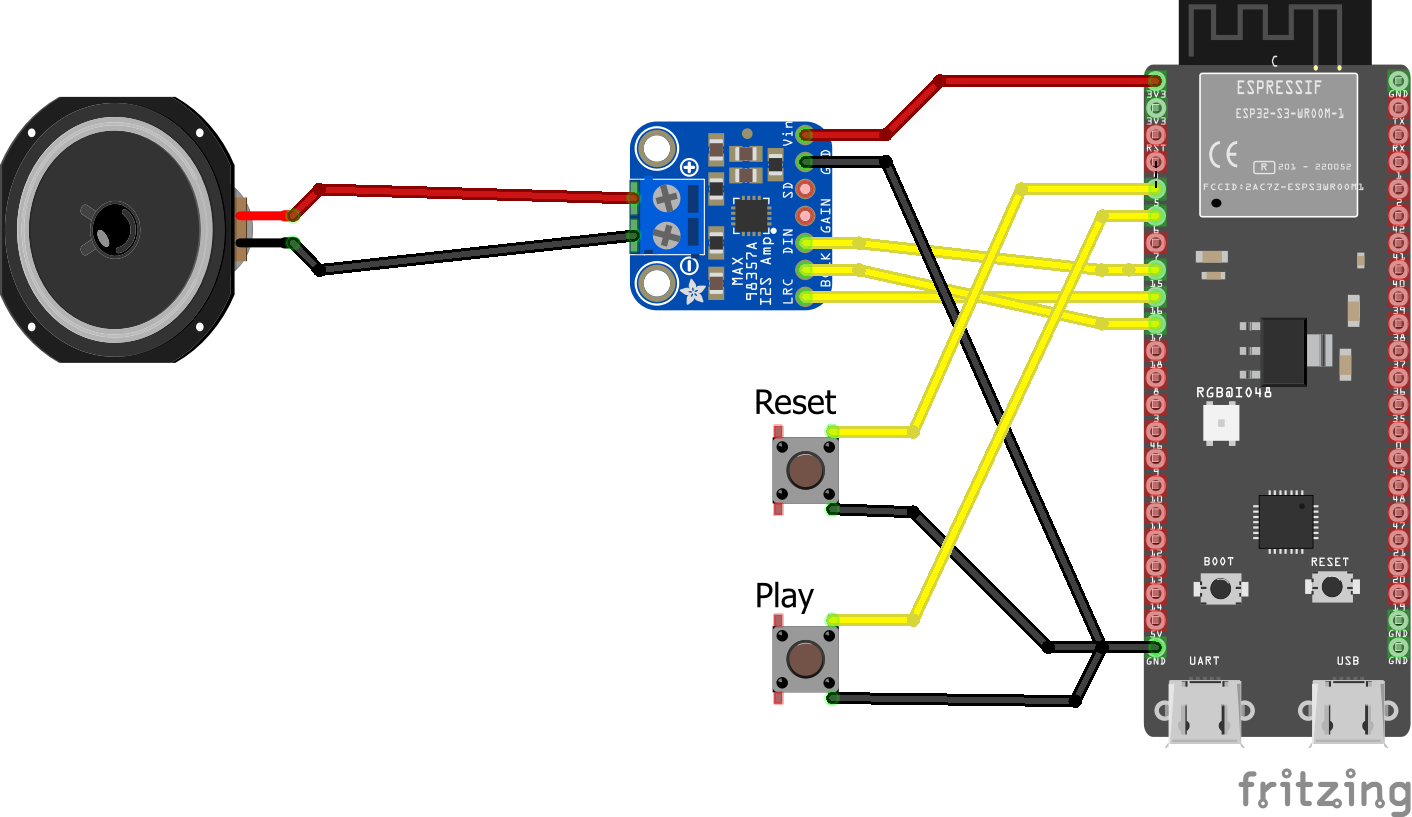 Vin
GAIN
SD
DIN
LRC
MAX
98357A
I2S Amp
Reset
Play
C
ESPRESSIF
ESP32-S3-WROOM-1
CE
R 201 - 220052
FCCID:2AC7Z-ESPS3WROOM1
RGB@IO48
BOOT
RESET
UART
USB
3V3
3V3
RST
5
6
7
15
16
17
18
8
3
46
9
10
11
12
13
14
5V
GND
GND
TX
RX
1
2
42
41
40
39
38
37
36
35
0
45
48
47
21
20
19
GND
GND
fritzing